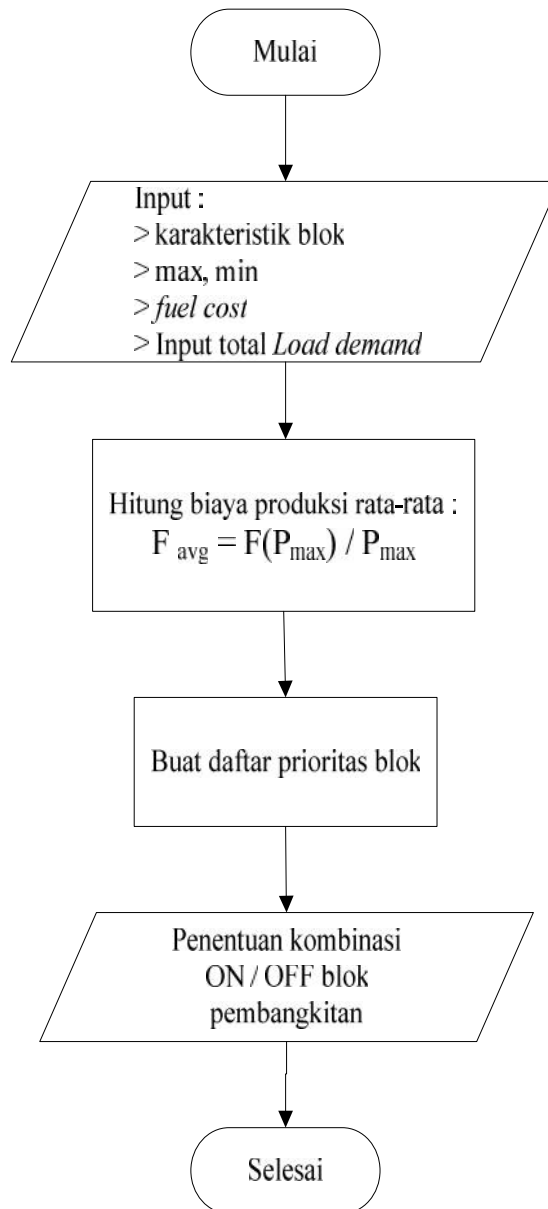 Mulai
Input :
> karakteristik blok
> max, min
> fuel cost
> Input total Load demand
Hitung biaya produksi rata-rata :
F avg = F(Pmax) / Pmax
Buat daftar prioritas blok
Penentuan kombinasi
ON / OFF blok
pembangkitan
Selesai